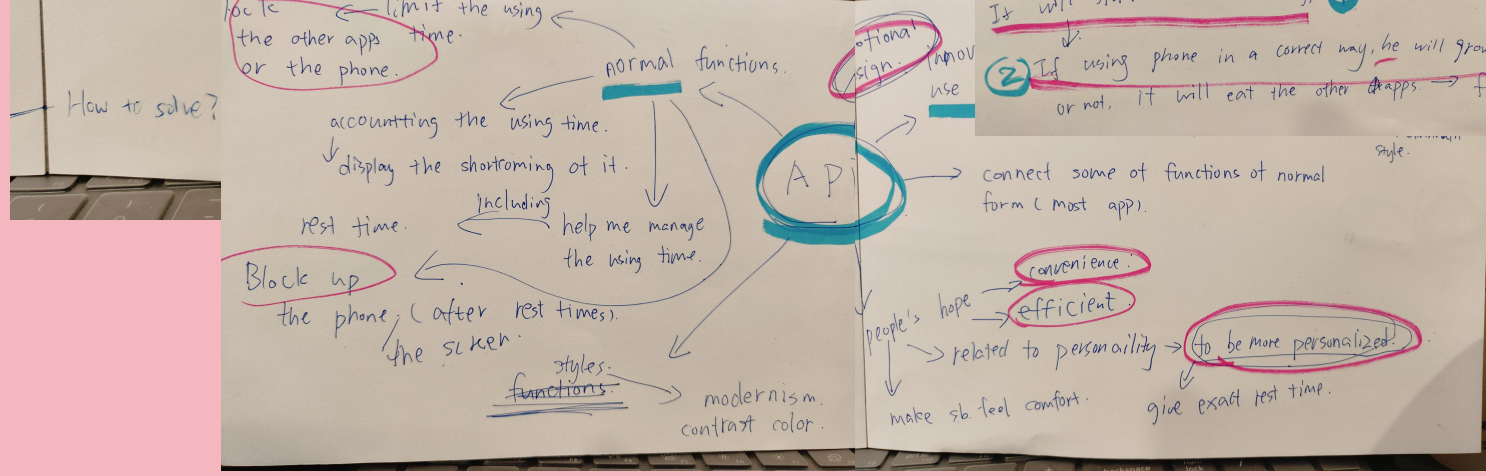 How to solve?
limit the using
time.
the other apps
or the phone.
normal functions.
accountting the using time.
display the shortcoming of it.
including
rest time.
help me manage
the using time.
Block up
the phone. (after rest times).
the scREEN.
styles.
functions.
modernism.
contrast color.
API
use
If will
② If using phone in a correct way, he will
or not, it will eat the other apps.
style.
connect some of functions of normal
form (most app).
convenience.
efficient.
people's hope
related to personaility
to be more personalized.
make sb. feel comfort.
give exact rest time.